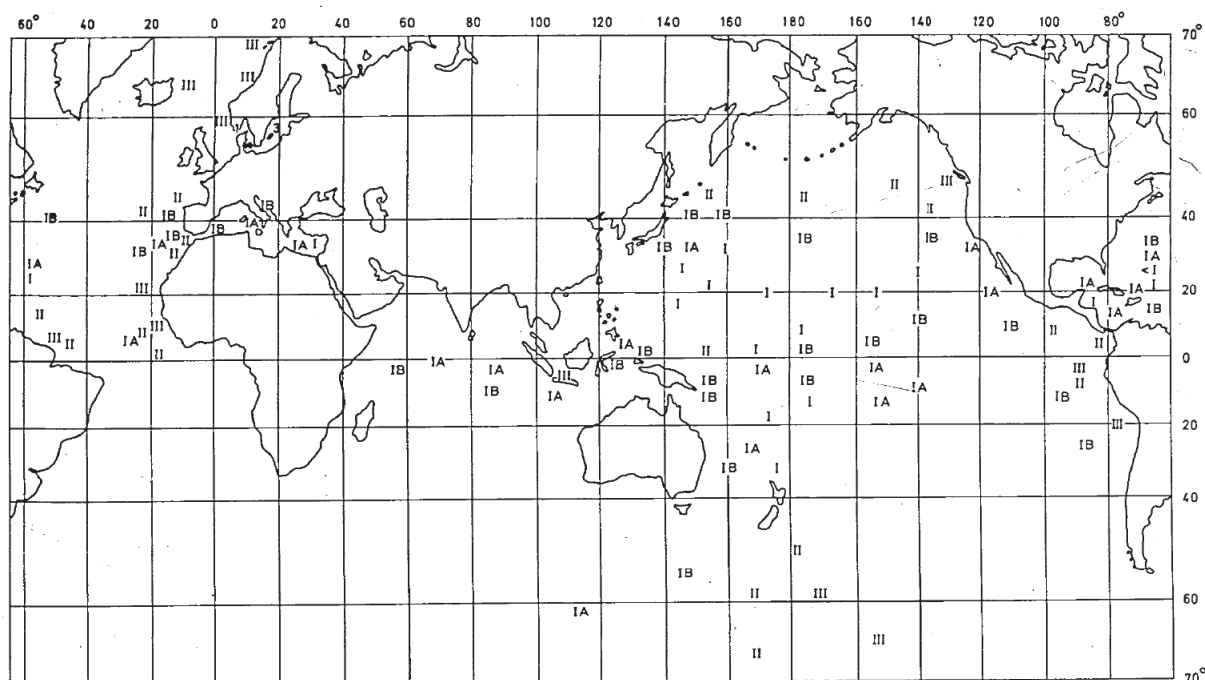 60° 40 20 0 20 40 60 80 100 120 140 160 180 160 140 120 100 80°
70° III 70°
III
III
60 III 3 60
II II III
II II IB
IB IB II IB IB IB II 40
IB IA
IB IB
IB IA II IA I IB IA I IB IB IA IB
IA II IA
IA I I < I
I I IA I
III I I I I IA IA 20
II I I IB
III I IB IB II IA
III II IA II IA IB IB II
II IA II I IB 0
IB IA IB IA III
III IB IB II
IB IA IB I IA IA IB
I III 20
IA IB
IB I
40
II
IB
II III 60
IA
III
II
70°